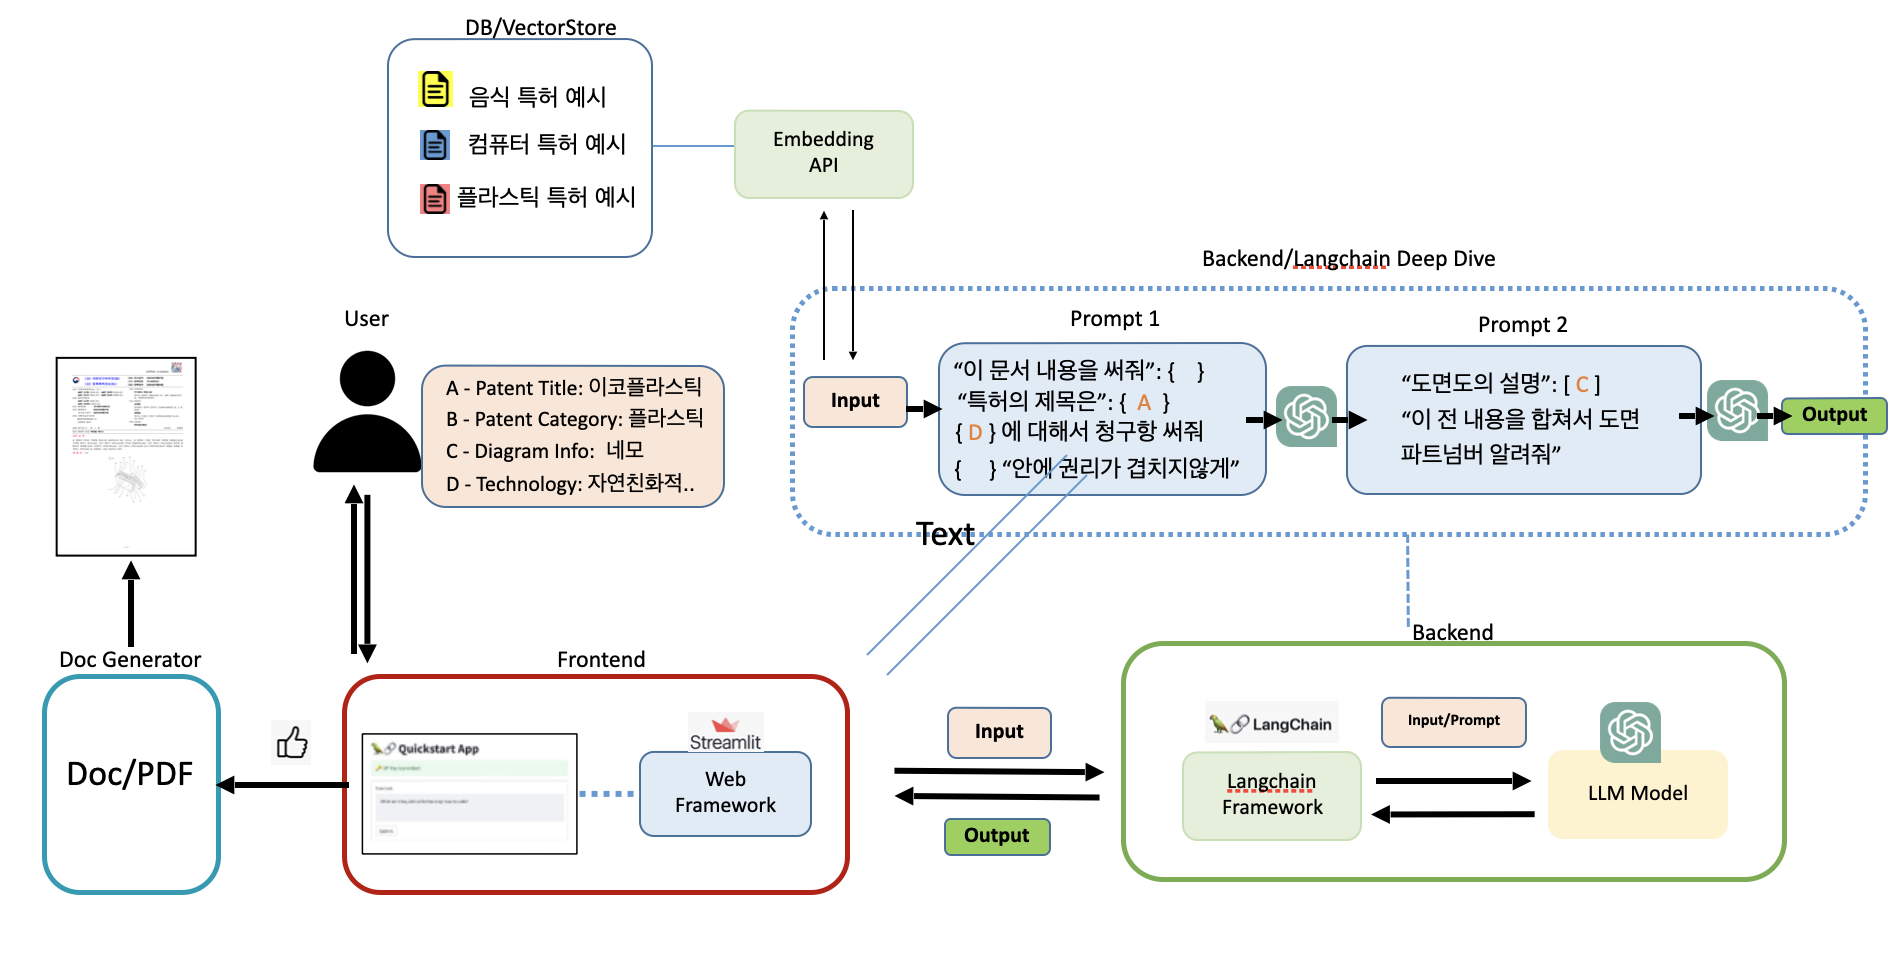 DB/VectorStore
음식 특허 예시
컴퓨터 특허 예시
플라스틱 특허 예시
Embedding
API
Backend/Langchain Deep Dive
User
A - Patent Title: 이코플라스틱
B - Patent Category: 플라스틱
C - Diagram Info: 네모
D - Technology: 자연친화적..
Input
Prompt 1
“이 문서 내용을 써줘”: { }
“특허의 제목은”: { A }
{ D } 에 대해서 청구항 써줘
{ } “안에 권리가 겹치지않게”
Prompt 2
“도면도의 설명”: [ C ]
“이 전 내용을 합쳐서 도면
파트넘버 알려줘”
Output
Text
Doc Generator
Doc/PDF
Frontend
Quickstart App
Streamlit
Web
Framework
Input
Output
Backend
LangChain
Langchain
Framework
Input/Prompt
LLM Model